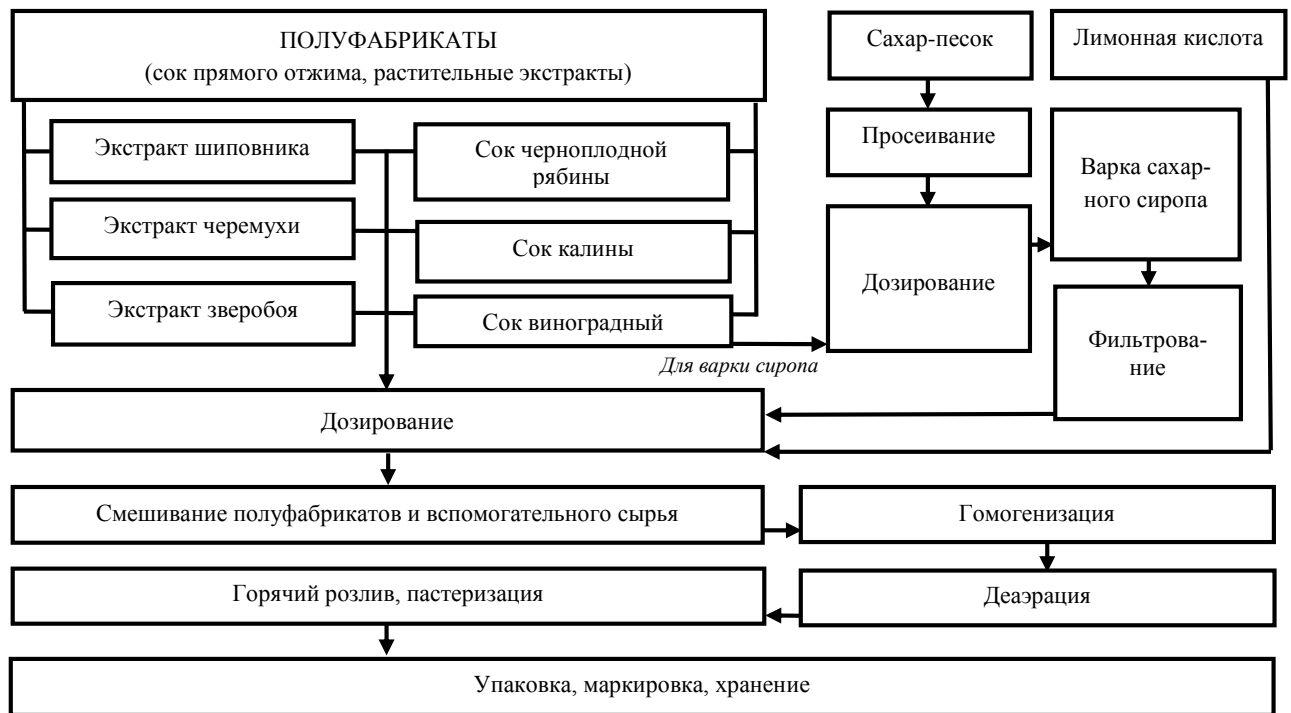 ПОЛУФАБРИКАТЫ
(сок прямого отжима, растительные экстракты)
Сахар-песок
Лимонная кислота
Экстракт шиповника
Сок черноплодной
рябины
Просеивание
Варка сахар-
ного сиропа
Экстракт черемухи
Сок калины
Дозирование
Экстракт зверобоя
Сок виноградный
Фильтрова-
ние
Для варки сиропа
Дозирование
Смешивание полуфабрикатов и вспомогательного сырья
Гомогенизация
Горячий розлив, пастеризация
Деаэрация
Упаковка, маркировка, хранение